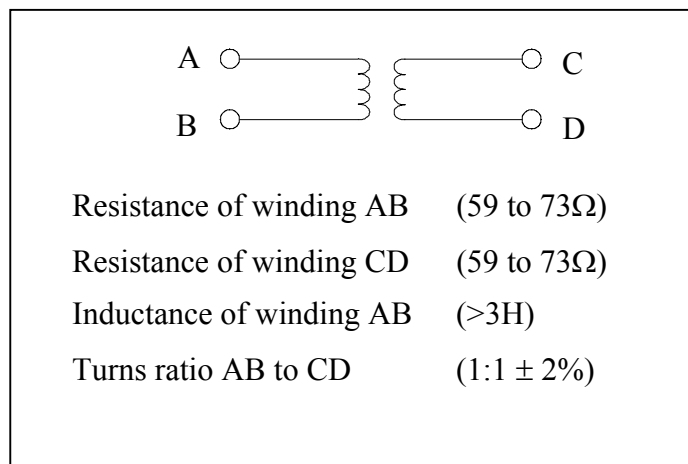 A C
B D
Resistance of winding AB (59 to 73Ω)
Resistance of winding CD (59 to 73Ω)
Inductance of winding AB (>3H)
Turns ratio AB to CD (1:1 ± 2%)